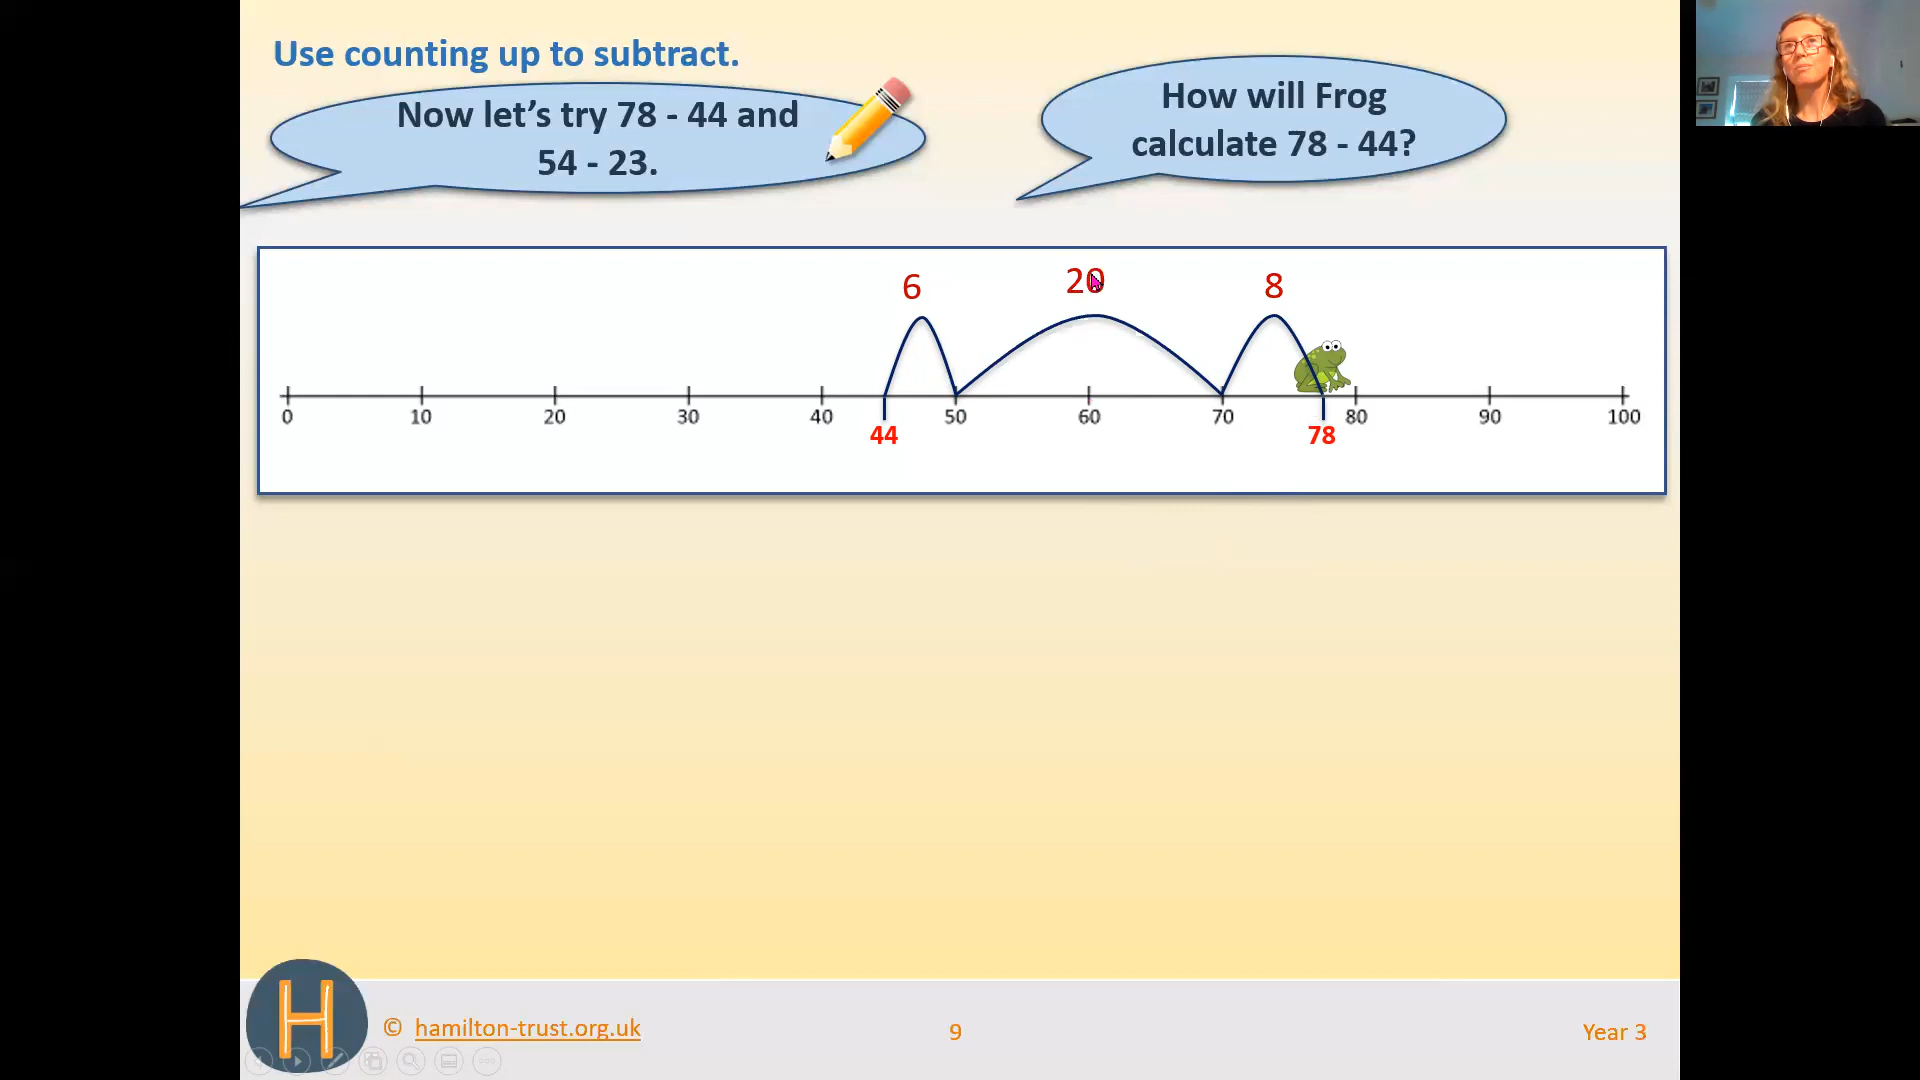 Use counting up to subtract.
Now let's try 78 - 44 and
54 - 23.
How will Frog
calculate 78 - 44?
6 20 8
0 10 20 30 40 50 60 70 80 90 100
44 78
H
© hamilton-trust.org.uk
9
Year 3